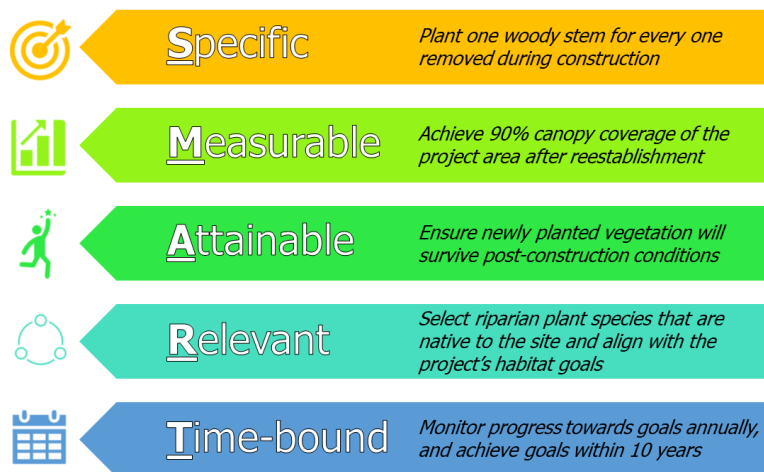 Specific
Plant one woody stem for every one
removed during construction
Measurable
Achieve 90% canopy coverage of the
project area after reestablishment
Attainable
Ensure newly planted vegetation will
survive post-construction conditions
Relevant
Select riparian plant species that are
native to the site and align with the
project's habitat goals
Time-bound
Monitor progress towards goals annually,
and achieve goals within 10 years